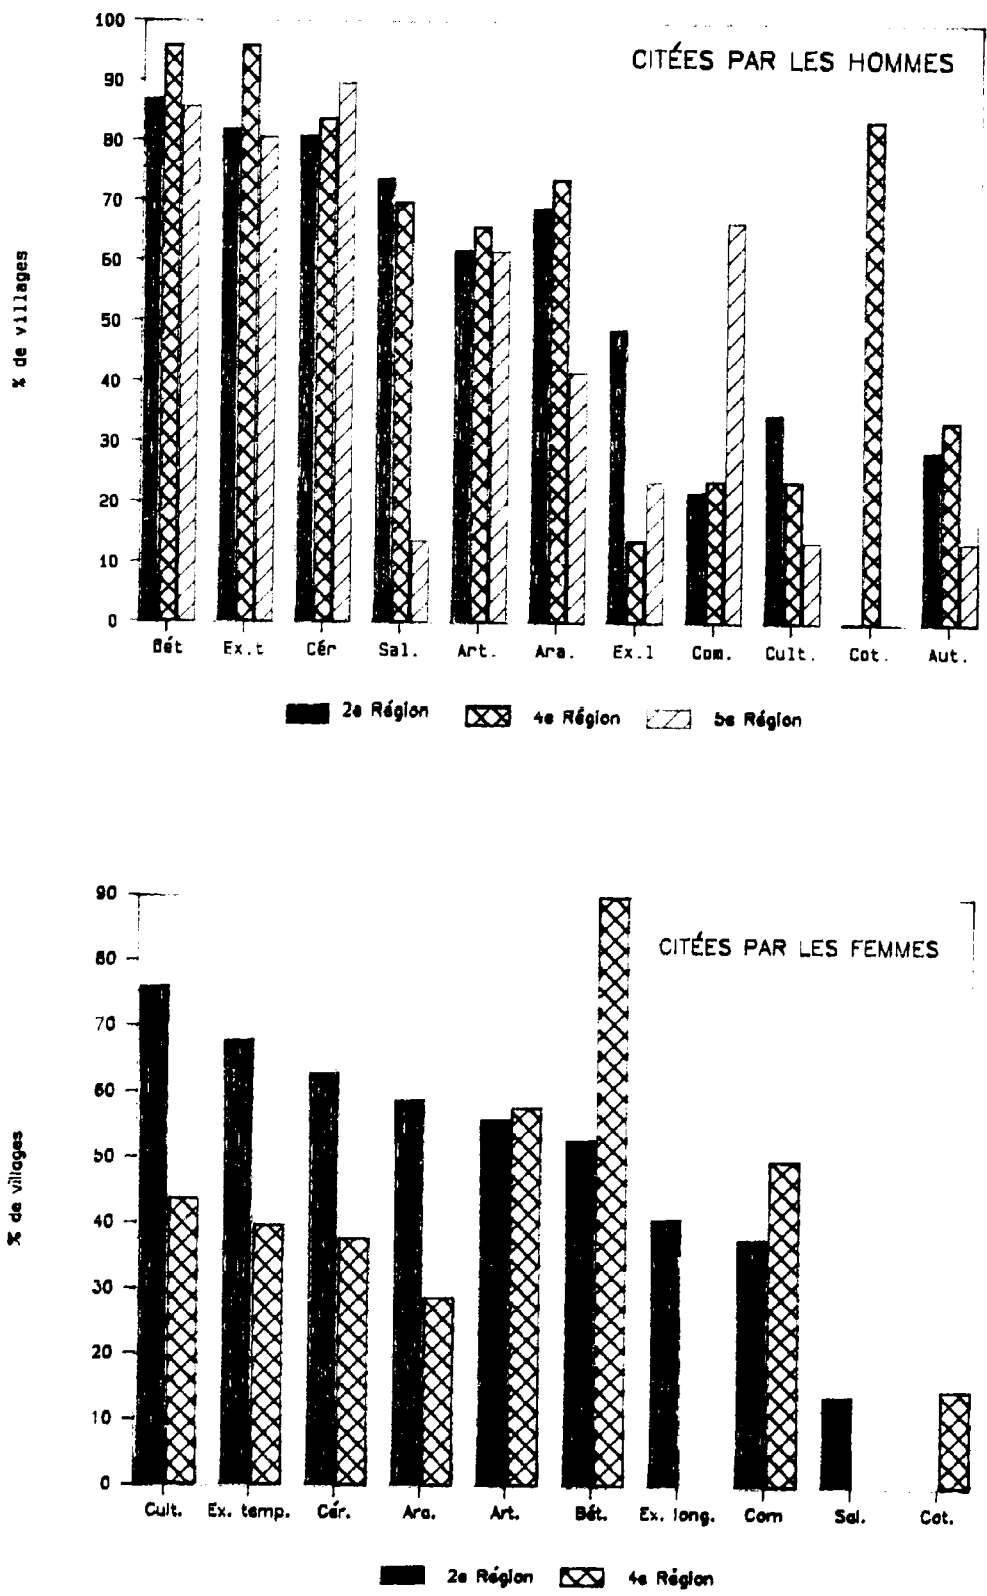 CITÉES PAR LES HOMMES
% de villages
100
90
80
70
60
50
40
30
20
10
0
Bét Ex.t Cér Sal. Art. Ara. Ex.l Com. Cult. Cot. Aut.
2e Région 4e Région 5e Région
CITÉES PAR LES FEMMES
% de villages
90
80
70
60
50
40
30
20
10
0
Cult. Ex. temp. Cér. Ara. Art. Bét. Ex. long. Com Sal. Cot.
2e Région 4e Région